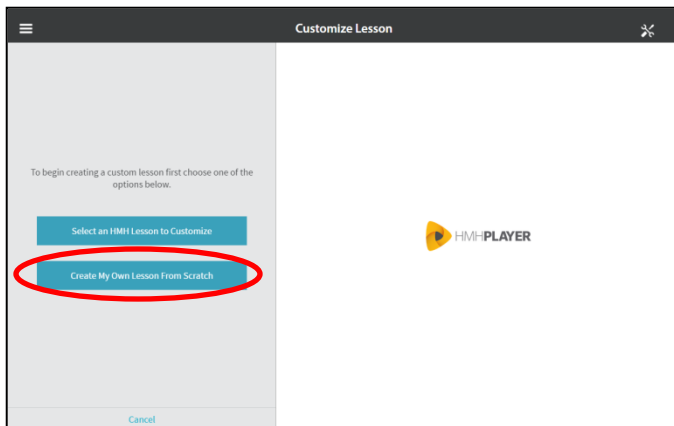 Customize Lesson
To begin creating a custom lesson first choose one of the
options below.
Select an HMH Lesson to Customize
Create My Own Lesson From Scratch
Cancel
HMHPLAYER